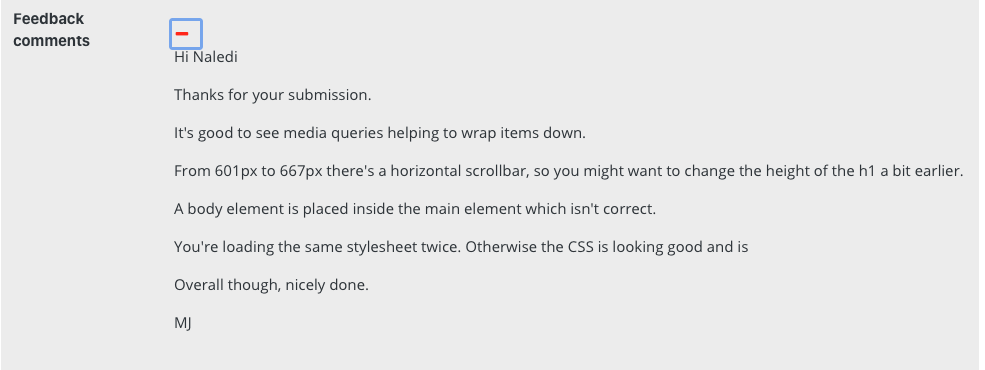 Feedback
comments
Hi Naledi
Thanks for your submission.
It's good to see media queries helping to wrap items down.
From 601px to 667px there's a horizontal scrollbar, so you might want to change the height of the h1 a bit earlier.
A body element is placed inside the main element which isn't correct.
You're loading the same stylesheet twice. Otherwise the CSS is looking good and is
Overall though, nicely done.
MJ